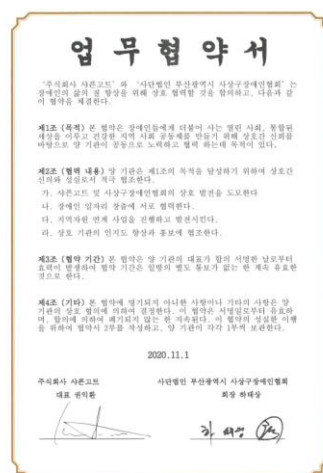 업무협약서
'주식회사 사픈고트' 와 '사단법인 부산광역시 사상구장애인협회' 는
장애인의 삶의 질 향상을 위해 상호 협력할 것을 합의하고, 다음과 같
이 협약을 체결한다.
제1조 (목적) 본 협약은 장애인들에게 더불어 사는 열린 사회, 통합된
세상을 이루고 건강한 지역 사회 공동체를 만들기 위해 상호간 신뢰를
바탕으로 양 기관이 공동으로 노력하고 협력 하는데 목적이 있다.
제2조 (협력 내용) 양 기관은 제1조의 목적을 달성하기 위하여 상호간
신의와 성실로서 적극 협조한다.
가. 사픈고트 및 사상구장애인협회의 상호 발전을 도모한다
나. 장애인 일자리 창출에 서로 협력한다.
다. 지역자원 연계 사업을 진행하고 발전시킨다.
라. 상호 기관의 인지도 향상과 홍보에 협조한다.
제3조 (협약 기간) 본 협약은 양 기관의 대표가 합의 서명한 날로부터
효력이 발생하여 협약 기간은 일방의 별도 통보가 없는 한 계속 유효한
것으로 한다.
제4조 (기타) 본 협약에 명기되지 아니한 사항이나 기타의 사항은 양
기관의 상호 협의에 의하여 결정한다. 이 협약은 서명일로부터 유효하
며, 합의에 의하여 폐기되지 않는 한 지속된다. 이 협약의 성실한 이행
을 위하여 협약서 2부를 작성하고, 양 기관이 각각 1부씩 보관한다.
2020.11.1
주식회사 사픈고트 사단법인 부산광역시 사상구장애인협회
대표 권익환 회장 하태상